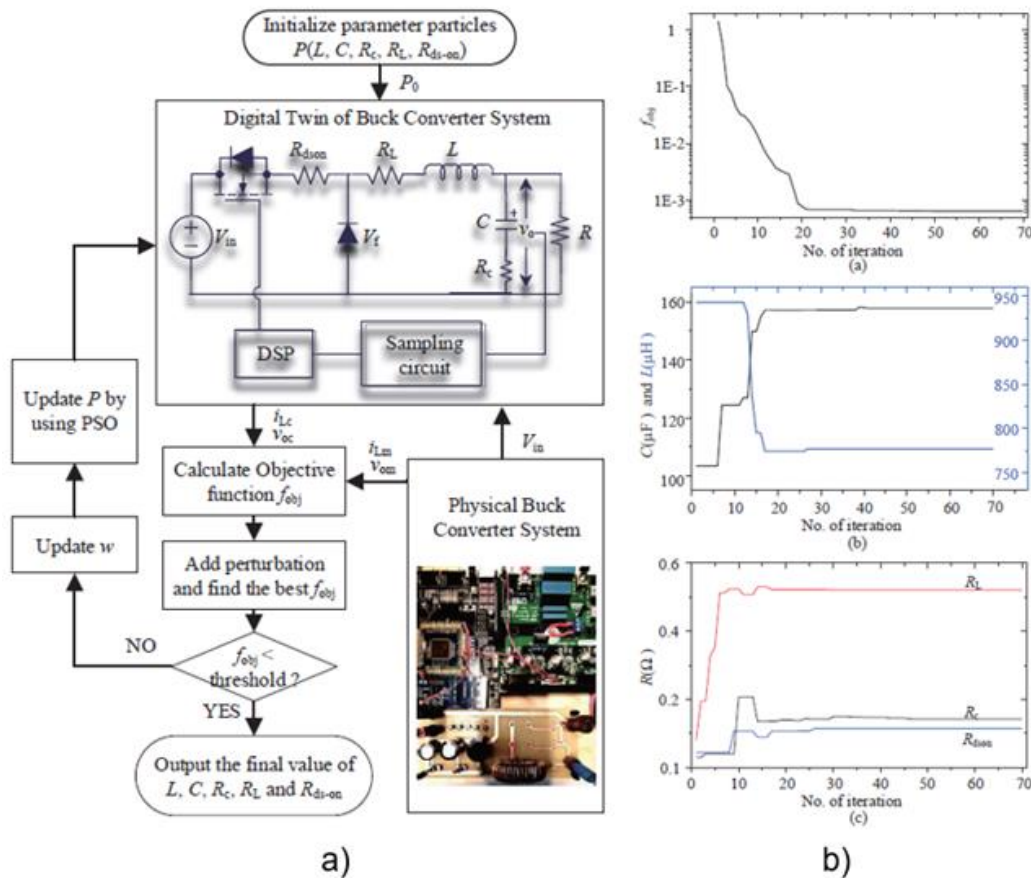 Initialize parameter particles
P(L, C, Rc, RL, Rds-on)
P0
Digital Twin of Buck Converter System
Rdson
RL
L
Vin
Vf
C
+
vo
R
Rc
DSP
Sampling
circuit
Update P by
using PSO
iLc
voc
iLm
vom
Vin
Calculate Objective
function fobj
Physical Buck
Converter System
Update w
Add perturbation
and find the best fobj
NO
fobj <
threshold ?
YES
Output the final value of
L, C, Rc, RL and Rds-on
a)
fobj
1
1E-1
1E-2
1E-3
0 10 20 30 40 50 60 70
No. of iteration
(a)
C(μF) and L(μH)
160
140
120
100
950
900
850
800
750
0 10 20 30 40 50 60 70
No. of iteration
(b)
R(Ω)
0.6
0.4
0.2
0.1
RL
Rc
Rdson
0 10 20 30 40 50 60 70
No. of iteration
(c)
b)